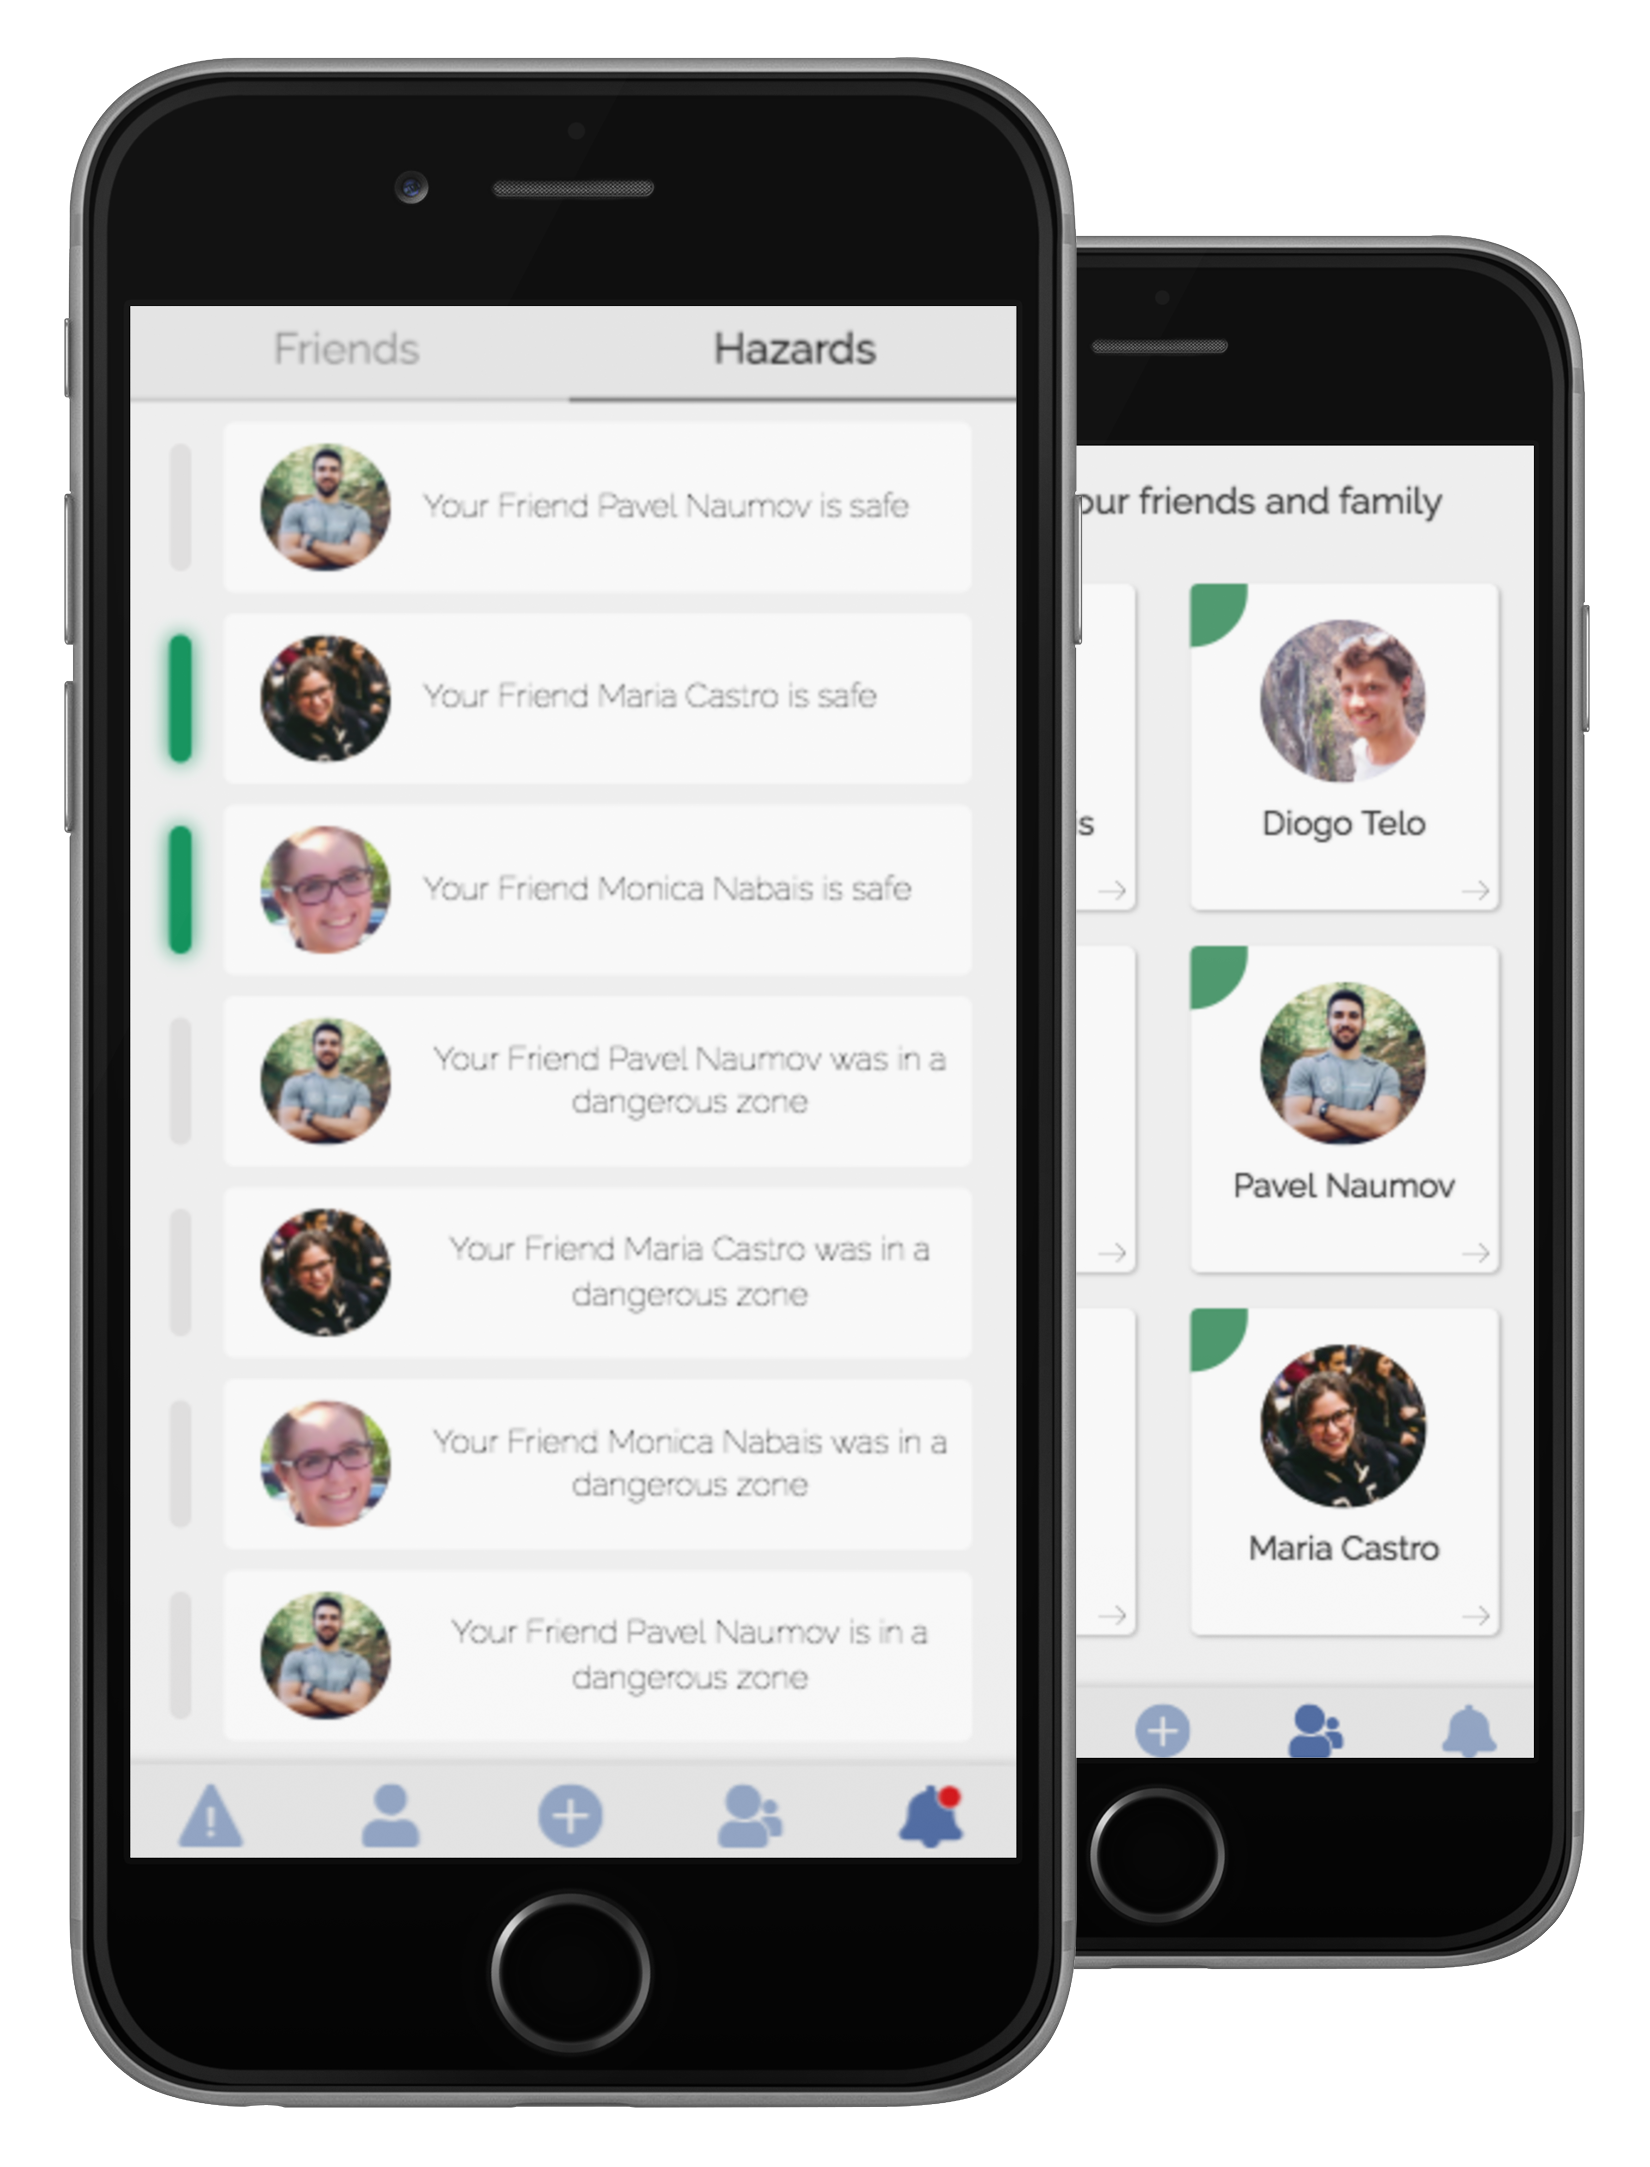 Friends
Hazards
Your Friend Pavel Naumov is safe
Your Friend Maria Castro is safe
Your Friend Monica Nabais is safe
Your Friend Pavel Naumov was in a
dangerous zone
Your Friend Maria Castro was in a
dangerous zone
Your Friend Monica Nabais was in a
dangerous zone
Your Friend Pavel Naumov is in a
dangerous zone
our friends and family
is
Diogo Telo
Pavel Naumov
Maria Castro